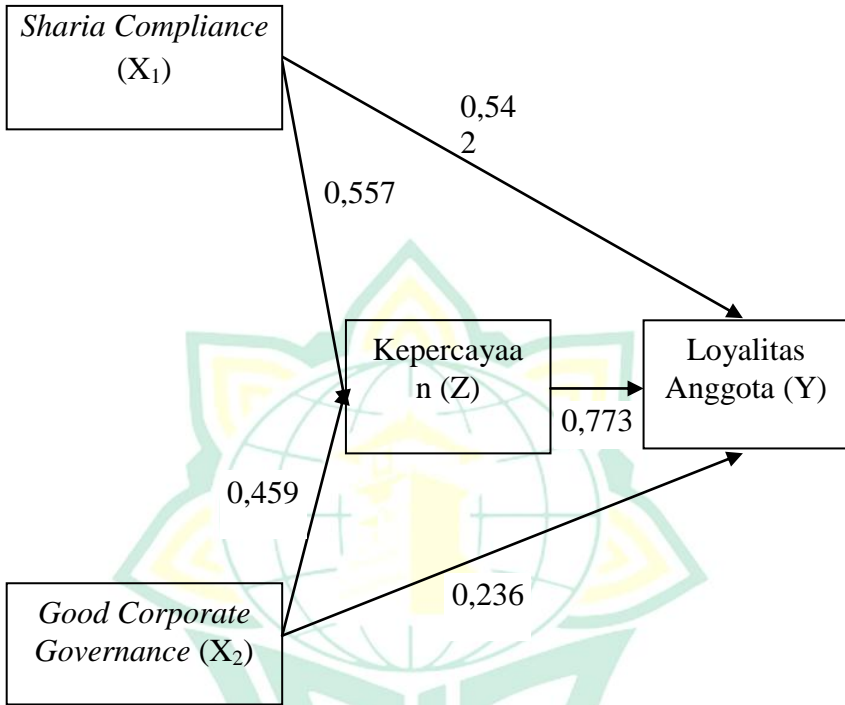 Sharia Compliance
(X₁)
0,54
2
0,557
Kepercayaa
n (Z)
Loyalitas
Anggota (Y)
0,773
0,459
0,236
Good Corporate
Governance (X₂)